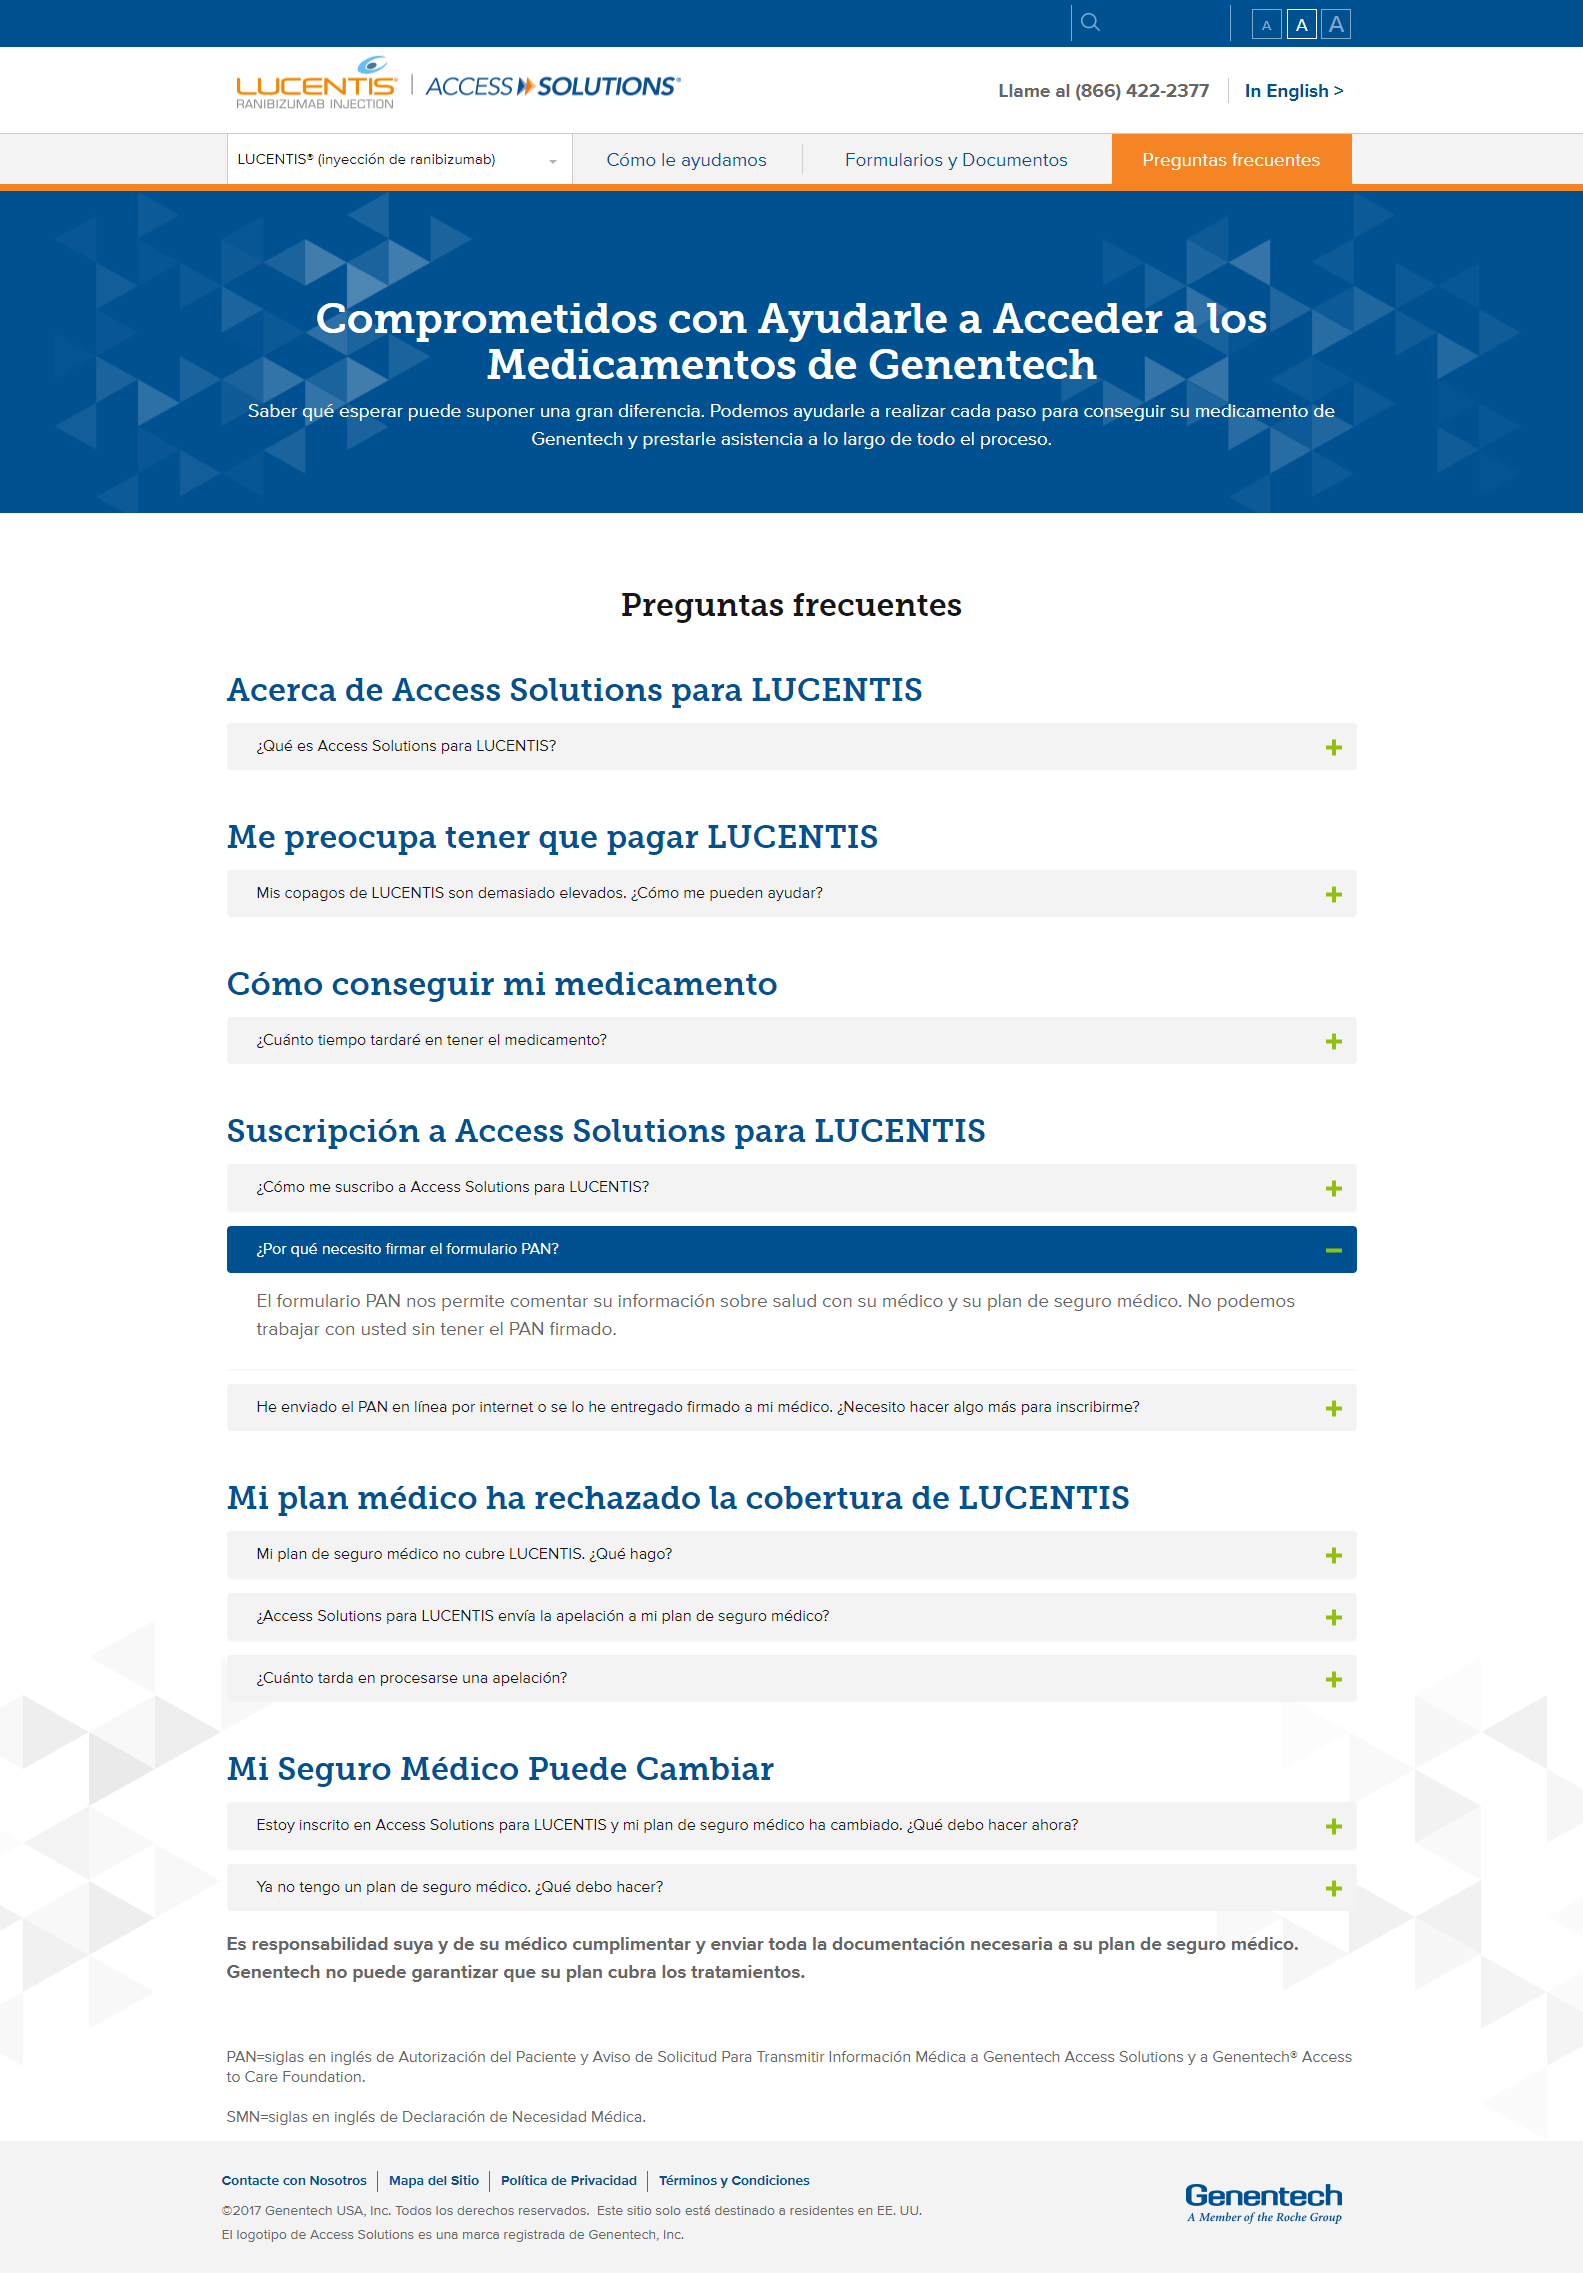 A A A
LUCENTIS®
RANIBIZUMAB INJECTION
ACCESS SOLUTIONS®
Llame al (866) 422-2377
In English >
LUCENTIS® (inyección de ranibizumab)
Cómo le ayudamos
Formularios y Documentos
Preguntas frecuentes
Comprometidos con Ayudarle a Acceder a los
Medicamentos de Genentech
Saber qué esperar puede suponer una gran diferencia. Podemos ayudarle a realizar cada paso para conseguir su medicamento de
Genentech y prestarle asistencia a lo largo de todo el proceso.
Preguntas frecuentes
Acerca de Access Solutions para LUCENTIS
¿Qué es Access Solutions para LUCENTIS?
Me preocupa tener que pagar LUCENTIS
Mis copagos de LUCENTIS son demasiado elevados. ¿Cómo me pueden ayudar?
Cómo conseguir mi medicamento
¿Cuánto tiempo tardaré en tener el medicamento?
Suscripción a Access Solutions para LUCENTIS
¿Cómo me suscribo a Access Solutions para LUCENTIS?
¿Por qué necesito firmar el formulario PAN?
El formulario PAN nos permite comentar su información sobre salud con su médico y su plan de seguro médico. No podemos
trabajar con usted sin tener el PAN firmado.
He enviado el PAN en línea por internet o se lo he entregado firmado a mi médico. ¿Necesito hacer algo más para inscribirme?
Mi plan médico ha rechazado la cobertura de LUCENTIS
Mi plan de seguro médico no cubre LUCENTIS. ¿Qué hago?
¿Access Solutions para LUCENTIS envía la apelación a mi plan de seguro médico?
¿Cuánto tarda en procesarse una apelación?
Mi Seguro Médico Puede Cambiar
Estoy inscrito en Access Solutions para LUCENTIS y mi plan de seguro médico ha cambiado. ¿Qué debo hacer ahora?
Ya no tengo un plan de seguro médico. ¿Qué debo hacer?
Es responsabilidad suya y de su médico cumplimentar y enviar toda la documentación necesaria a su plan de seguro médico.
Genentech no puede garantizar que su plan cubra los tratamientos.
PAN=siglas en inglés de Autorización del Paciente y Aviso de Solicitud Para Transmitir Información Médica a Genentech Access Solutions y a Genentech® Access
to Care Foundation.
SMN=siglas en inglés de Declaración de Necesidad Médica.
Contacte con Nosotros
Mapa del Sitio
Política de Privacidad
Términos y Condiciones
©2017 Genentech USA, Inc. Todos los derechos reservados. Este sitio solo está destinado a residentes en EE. UU.
El logotipo de Access Solutions es una marca registrada de Genentech, Inc.
Genentech
A Member of the Roche Group